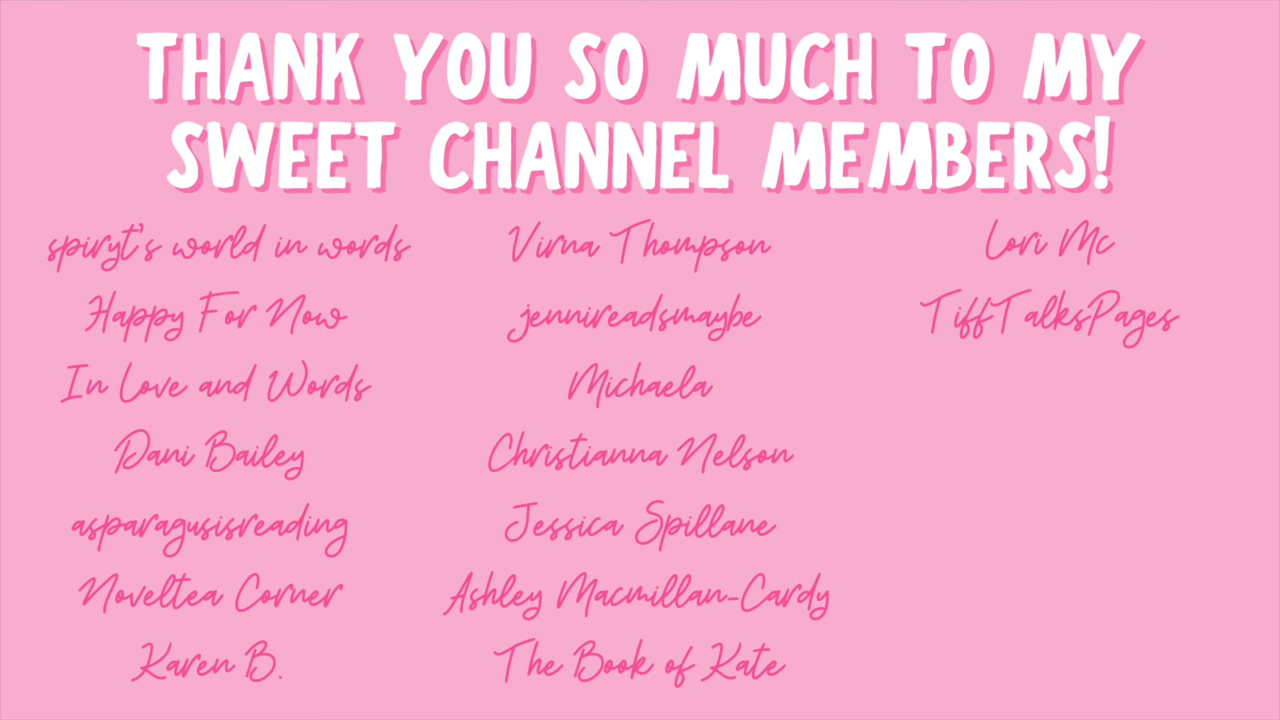 THANK YOU SO MUCH TO MY
SWEET CHANNEL MEMBERS!
spiryt's world in words
Happy For Now
In Love and Words
Dani Bailey
asparagusisreading
Noveltea Corner
Karen B.
Virna Thompson
jennireadsmaybe
Michaela
Christianna Nelson
Jessica Spillane
Ashley Macmillan-Cardy
The Book of Kate
Lori Mc
TiffTalksPages